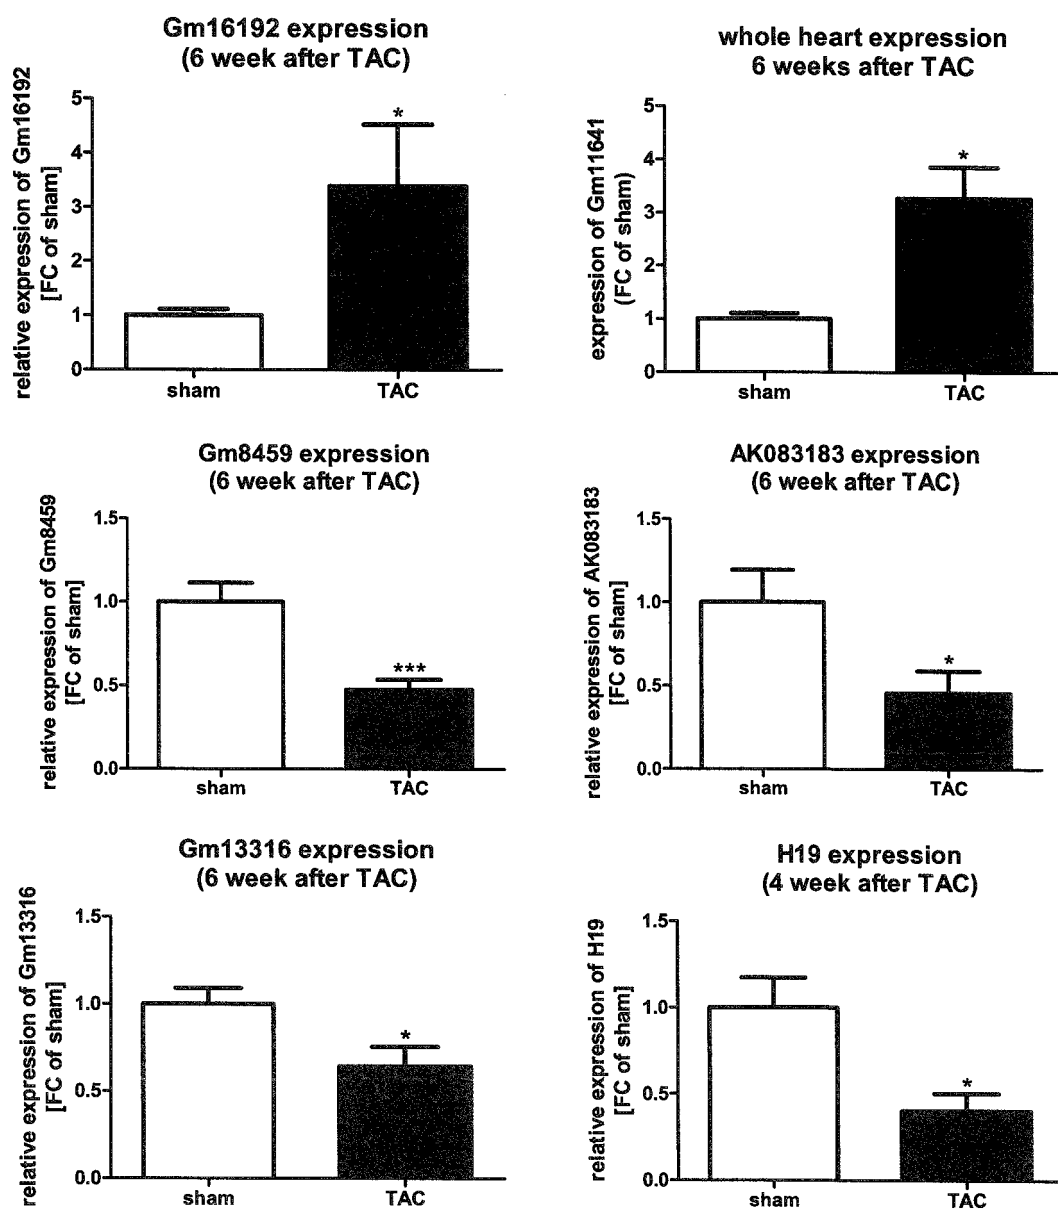 Gm16192 expression
(6 week after TAC)
relative expression of Gm16192
[FC of sham]
5
4
3
2
1
0
*
sham
TAC
whole heart expression
6 weeks after TAC
expression of Gm11641
(FC of sham)
5
4
3
2
1
0
*
sham
TAC
Gm8459 expression
(6 week after TAC)
relative expression of Gm8459
[FC of sham]
1.5
1.0
0.5
0.0
***
sham
TAC
AK083183 expression
(6 week after TAC)
relative expression of AK083183
[FC of sham]
1.5
1.0
0.5
0.0
*
sham
TAC
Gm13316 expression
(6 week after TAC)
relative expression of Gm13316
[FC of sham]
1.5
1.0
0.5
0.0
*
sham
TAC
H19 expression
(4 week after TAC)
relative expression of H19
[FC of sham]
1.5
1.0
0.5
0.0
*
sham
TAC